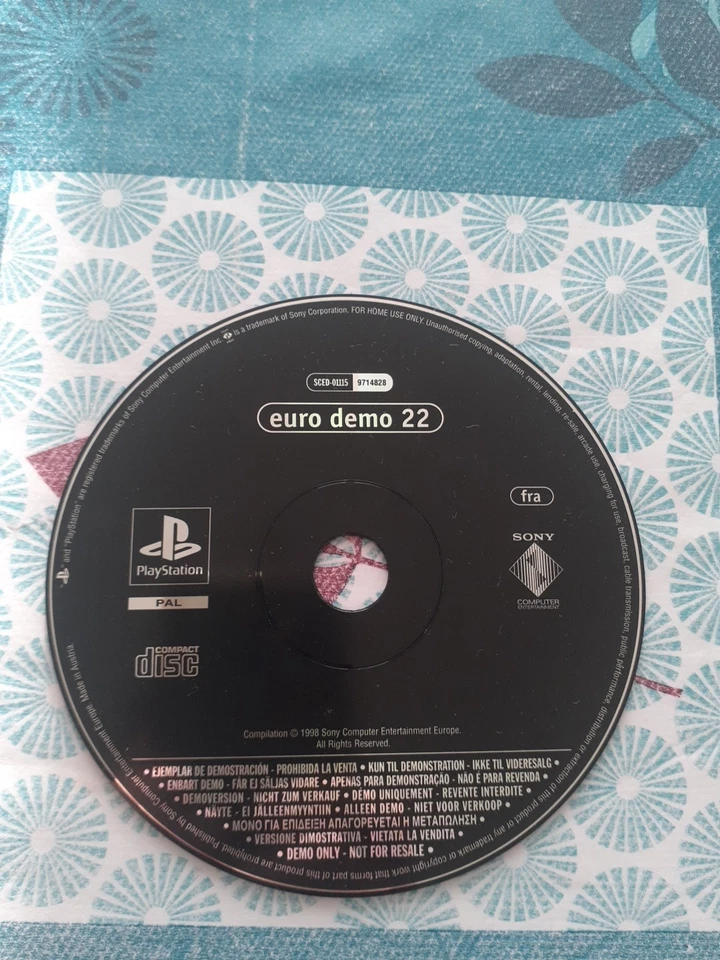 SCED-01115 9714828
euro demo 22
fra
PlayStation
PAL
SONY
COMPUTER
ENTERTAINMENT
COMPACT
disc
Compilation © 1998 Sony Computer Entertainment Europe.
All Rights Reserved.
• EJEMPLAR DE DEMOSTRACIÓN - PROHIBIDA LA VENTA • KUN TIL DEMONSTRATION - IKKE TIL VIDERESALG •
• ENBART DEMO - FÅR EJ SÄLJAS VIDARE • APENAS PARA DEMONSTRAÇÃO - NÃO É PARA REVENDA •
• DEMOVERSION - NICHT ZUM VERKAUF • DÉMO UNIQUEMENT - REVENTE INTERDITE •
• NÄYTE - EI JÄLLEENMYYNTIIN • ALLEEN DEMO - NIET VOOR VERKOOP •
• ΜΟΝΟ ΓΙΑ ΕΠΙΔΕΙΞΗ ΑΠΑΓΟΡΕΥΕΤΑΙ Η ΜΕΤΑΠΩΛΗΣΗ •
• VERSIONE DIMOSTRATIVA - VIETATA LA VENDITA •
• DEMO ONLY - NOT FOR RESALE •
and "PlayStation" are registered trademarks of Sony Computer Entertainment Inc. is a trademark of Sony Corporation. FOR HOME USE ONLY. Unauthorised copying, adaptation, rental, lending, re-sale, arcade use, charging for use, broadcast, cable transmission, public performance, distribution or extraction of this product or any trademark or copyright work that forms part of this product are prohibited. Published by Sony Computer Entertainment Europe. Made in Austria.